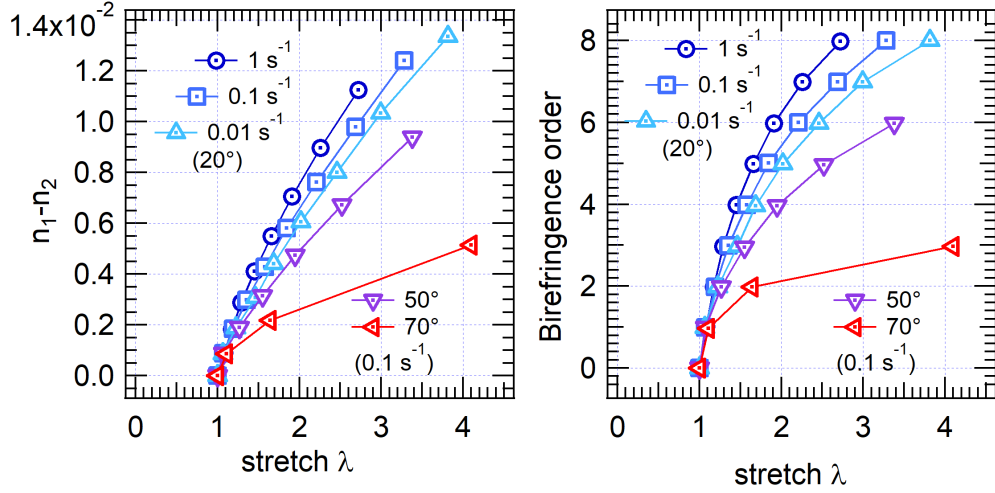 1.4x10⁻²
1.2
1.0
0.8
0.6
0.4
0.2
0.0
n₁-n₂
1 s⁻¹
0.1 s⁻¹
0.01 s⁻¹
(20°)
50°
70°
(0.1 s⁻¹)
0 1 2 3 4
stretch λ
8
6
4
2
0
Birefringence order
1 s⁻¹
0.1 s⁻¹
0.01 s⁻¹
(20°)
50°
70°
(0.1 s⁻¹)
0 1 2 3 4
stretch λ